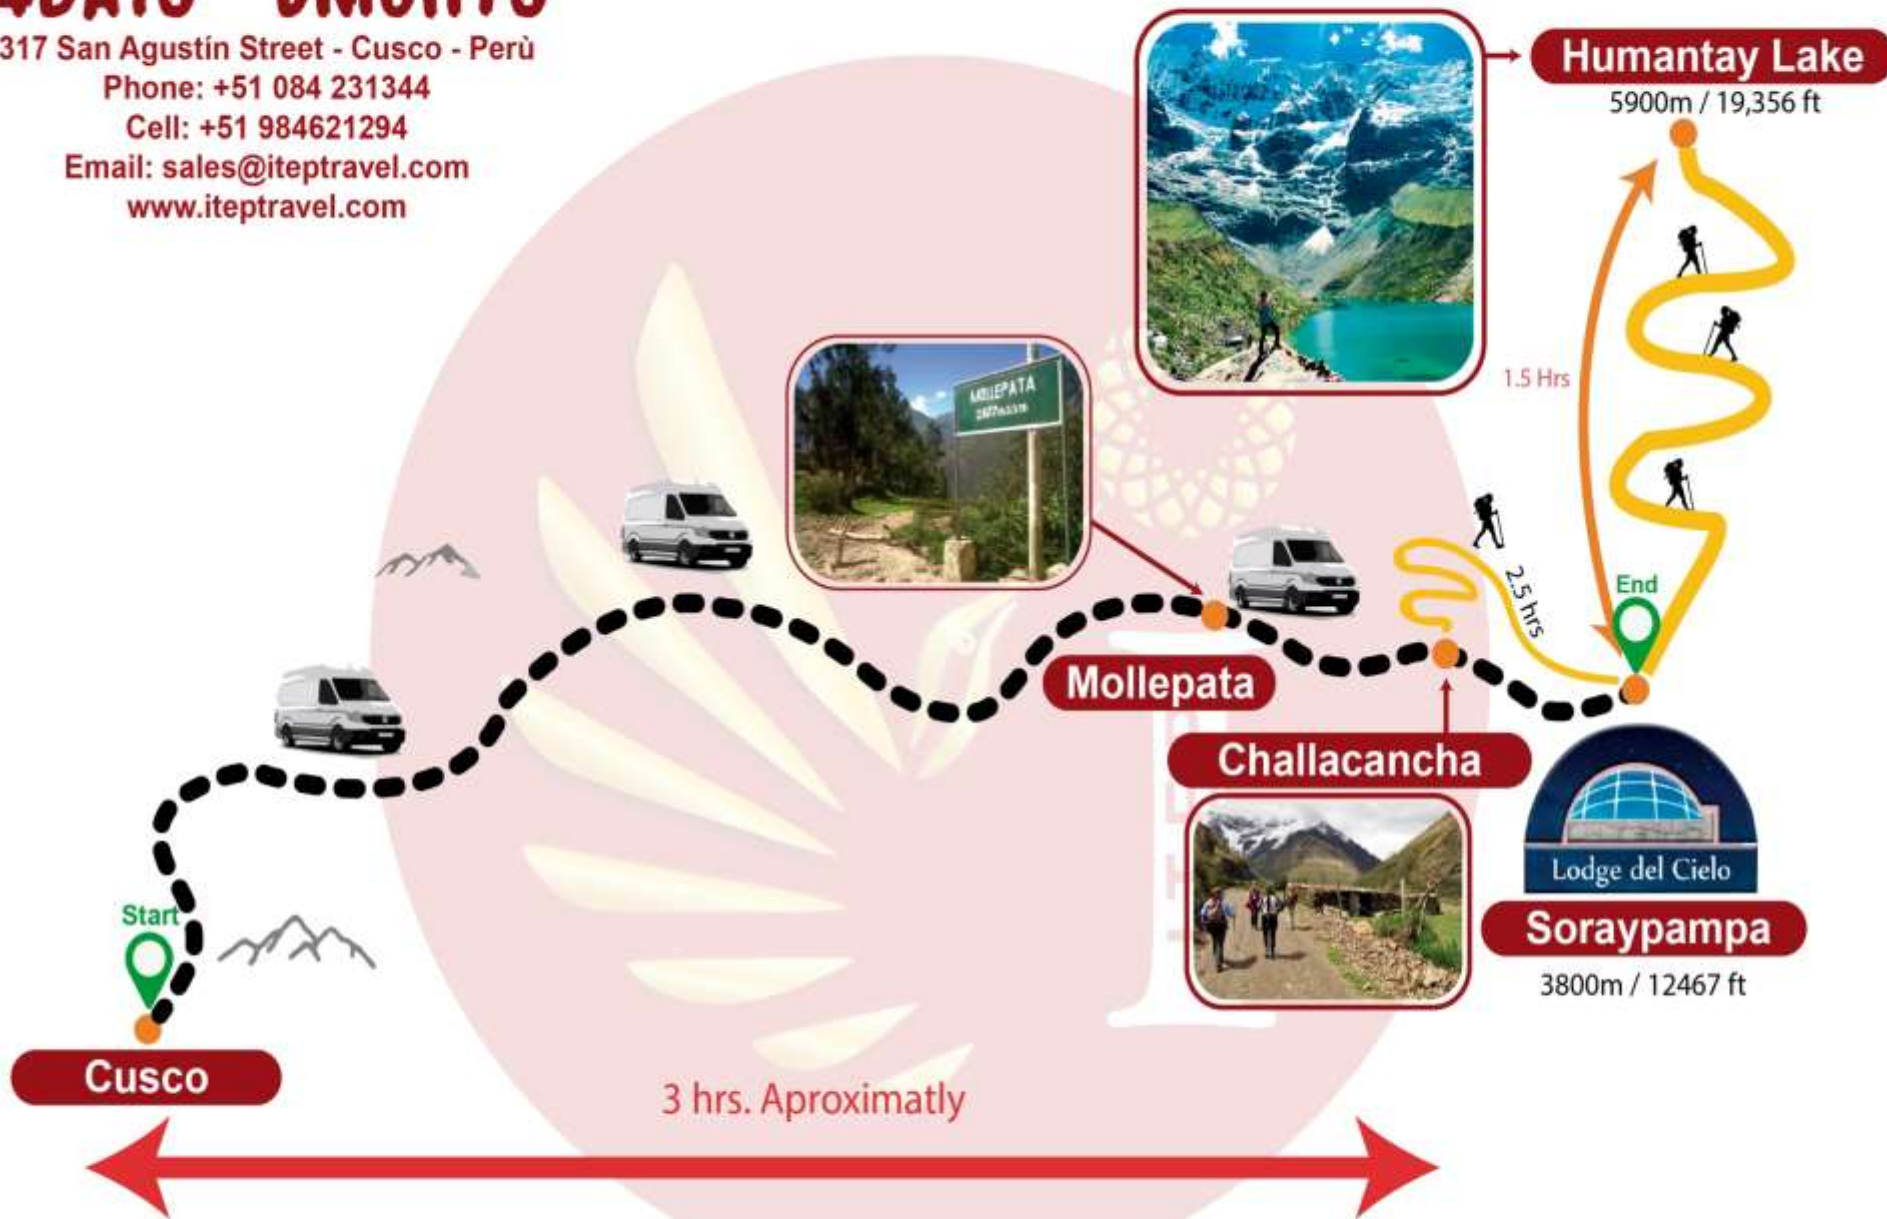 317 San Agustín Street - Cusco - Perù
Phone: +51 084 231344
Cell: +51 984621294
Email: sales@iteptravel.com
www.iteptravel.com
Humantay Lake
5900m / 19,356 ft
MOLLEPATA
1.5 Hrs
2.5 hrs
End
Mollepata
Challacancha
Lodge del Cielo
Soraypampa
3800m / 12467 ft
Start
Cusco
3 hrs. Aproximatly